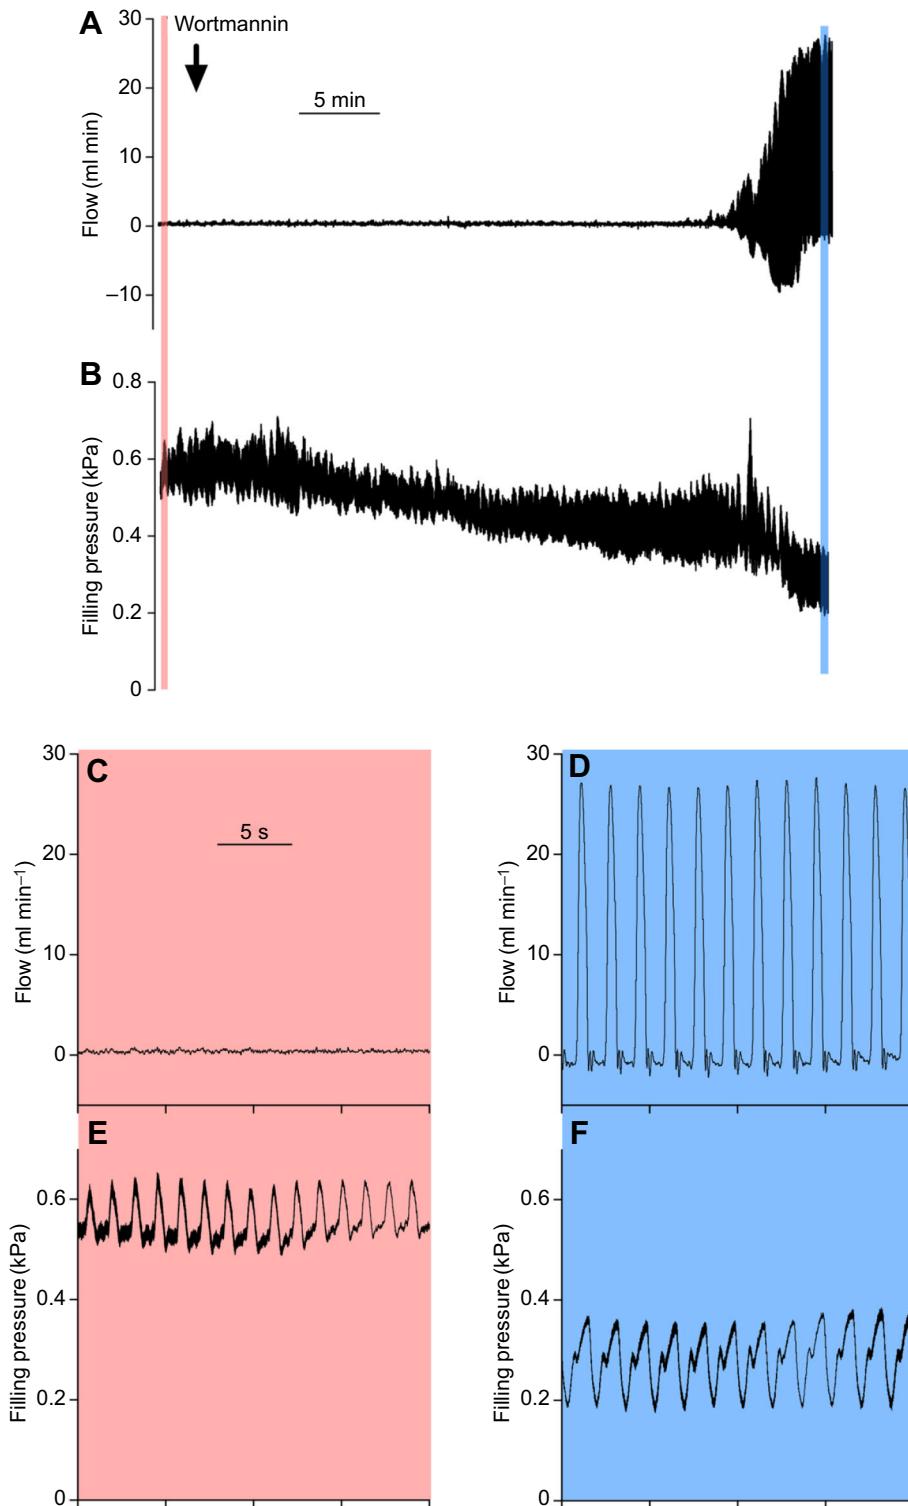 A
Wortmannin
30
20
10
0
–10
Flow (ml min)
5 min
B
0.8
0.6
0.4
0.2
0
Filling pressure (kPa)
C
30
20
10
0
Flow (ml min–1)
5 s
D
30
20
10
0
Flow (ml min–1)
E
0.6
0.4
0.2
0
Filling pressure (kPa)
F
0.6
0.4
0.2
0
Filling pressure (kPa)